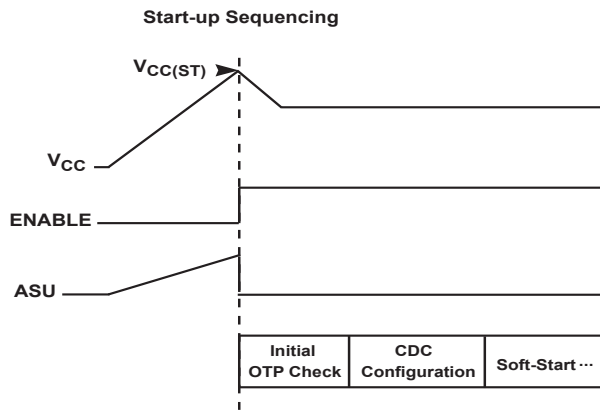 Start-up Sequencing
VCC(ST)
VCC
ENABLE
ASU
Initial
OTP Check
CDC
Configuration
Soft-Start ···